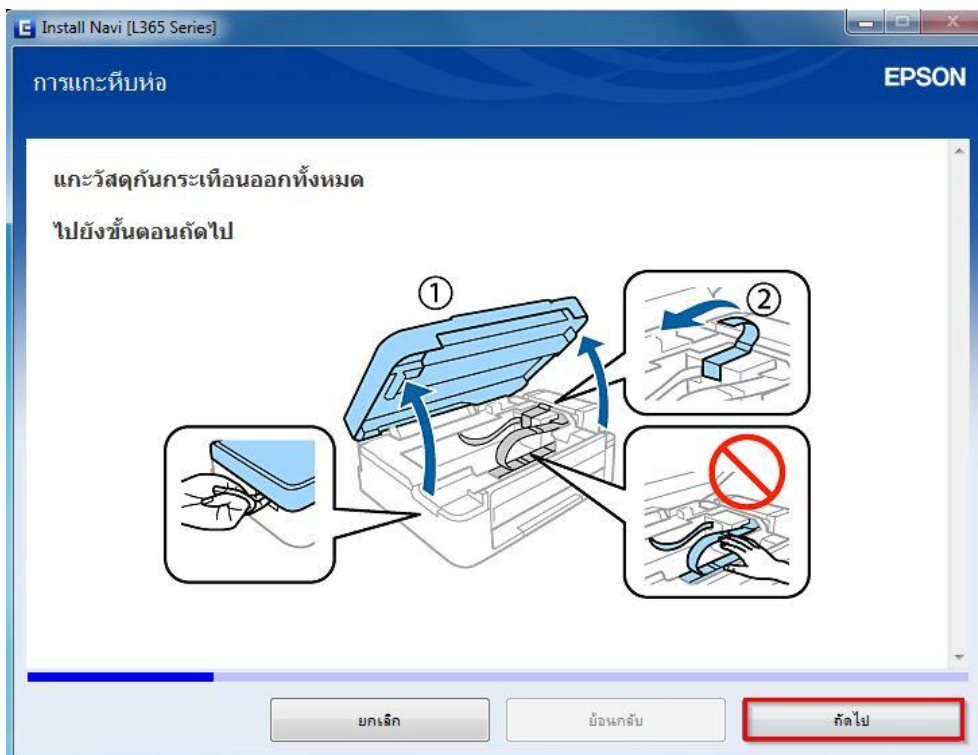 Install Navi [L365 Series]
การแกะหีบห่อ
EPSON
แกะวัสดุกันกระเทือนออกทั้งหมด
ไปยังขั้นตอนถัดไป
①
②
ยกเลิก
ย้อนกลับ
ถัดไป